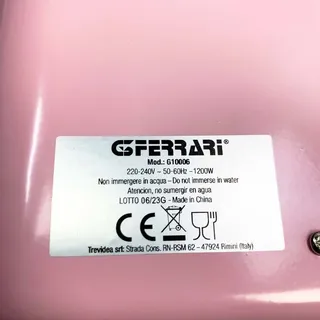 G3FERRARI®
Mod.: G10006
220-240V ~ 50-60Hz -1200W
Non immergere in acqua - Do not immerse in water
Atencion, no sumergir en agua
LOTTO 06/23G - Made in China
Trevidea srl: Strada Cons. RN-RSM 62 - 47924 Rimini (Italy)